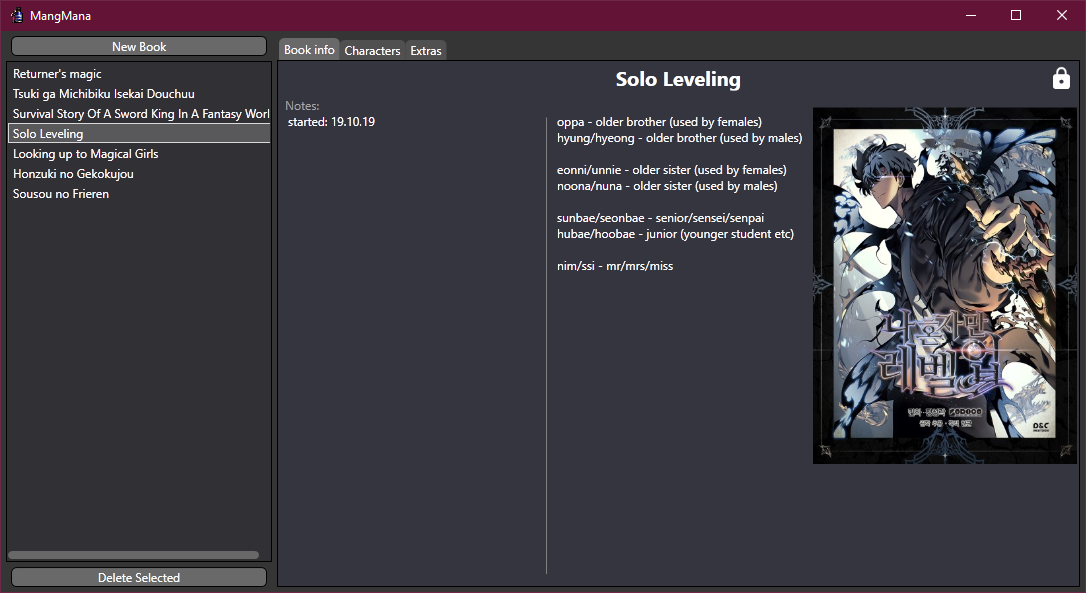 MangMana
New Book
Returner's magic
Tsuki ga Michibiku Isekai Douchuu
Survival Story Of A Sword King In A Fantasy Worl
Solo Leveling
Looking up to Magical Girls
Honzuki no Gekokujou
Sousou no Frieren
Delete Selected
Book info Characters Extras
Solo Leveling
Notes:
started: 19.10.19
oppa - older brother (used by females)
hyung/hyeong - older brother (used by males)
eonni/unnie - older sister (used by females)
noona/nuna - older sister (used by males)
sunbae/seonbae - senior/sensei/senpai
hubae/hoobae - junior (younger student etc)
nim/ssi - mr/mrs/miss
나 혼자만
레벨업
D&C